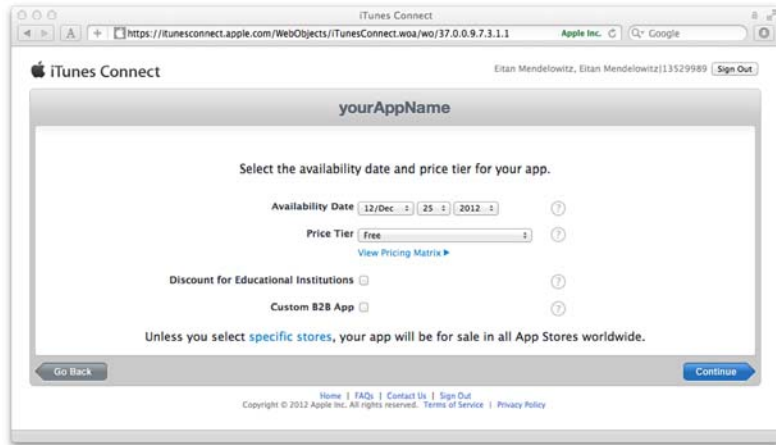 iTunes Connect
https://itunesconnect.apple.com/WebObjects/iTunesConnect.woa/wo/37.0.0.9.7.3.1.1 Apple Inc. Google
iTunes Connect
Eitan Mendelowitz, Eitan Mendelowitz|13529989 Sign Out
yourAppName
Select the availability date and price tier for your app.
Availability Date 12/Dec 25 2012 ?
Price Tier Free ?
View Pricing Matrix ▶
Discount for Educational Institutions ?
Custom B2B App ?
Unless you select specific stores, your app will be for sale in all App Stores worldwide.
Go Back Continue
Home | FAQs | Contact Us | Sign Out
Copyright © 2012 Apple Inc. All rights reserved. Terms of Service | Privacy Policy